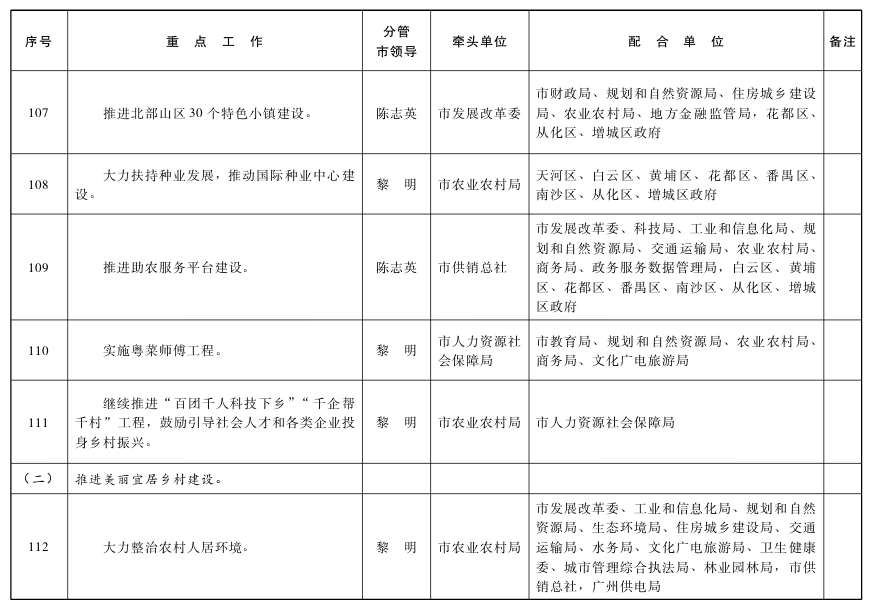 序号 重点工作 分管市领导 牵头单位 配合单位 备注
107 推进北部山区 30 个特色小镇建设。 陈志英 市发展改革委 市财政局、规划和自然资源局、住房城乡建设
局、农业农村局、地方金融监管局，花都区、
从化区、增城区政府
108 大力扶持种业发展，推动国际种业中心建
设。
黎　明 市农业农村局 天河区、白云区、黄埔区、花都区、番禺区、
南沙区、从化区、增城区政府
109 推进助农服务平台建设。 陈志英 市供销总社 市发展改革委、科技局、工业和信息化局、规
划和自然资源局、交通运输局、农业农村局、
商务局、政务服务数据管理局，白云区、黄埔
区、花都区、番禺区、南沙区、从化区、增城
区政府
110 实施粤菜师傅工程。 黎　明 市人力资源社
会保障局
市教育局、规划和自然资源局、农业农村局、
商务局、文化广电旅游局
111 继续推进“百团千人科技下乡”“千企帮
千村”工程，鼓励引导社会人才和各类企业投
身乡村振兴。
黎　明 市农业农村局 市人力资源社会保障局
（二） 推进美丽宜居乡村建设。
112 大力整治农村人居环境。 黎　明 市农业农村局 市发展改革委、工业和信息化局、规划和自然
资源局、生态环境局、住房城乡建设局、交通
运输局、水务局、文化广电旅游局、卫生健康
委、城市管理综合执法局、林业园林局，市供
销总社，广州供电局